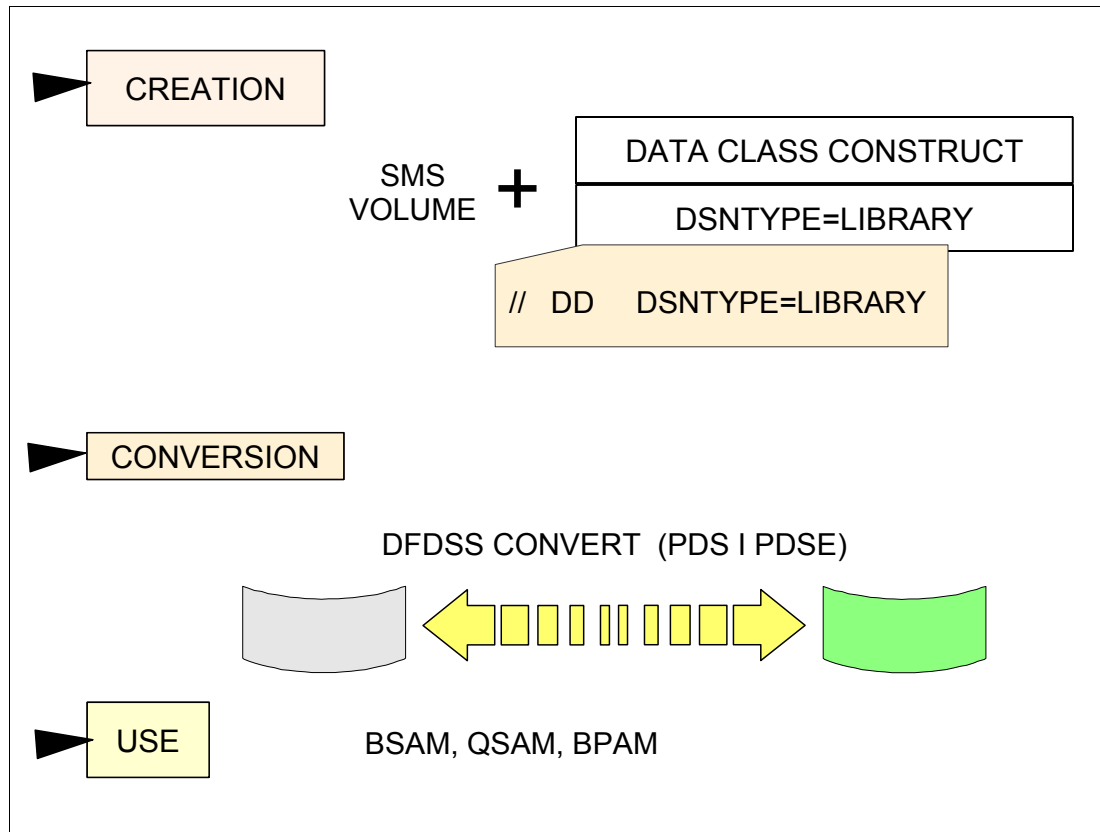 CREATION
SMS
VOLUME
+
DATA CLASS CONSTRUCT
DSNTYPE=LIBRARY
// DD DSNTYPE=LIBRARY
CONVERSION
DFDSS CONVERT (PDS I PDSE)
USE
BSAM, QSAM, BPAM